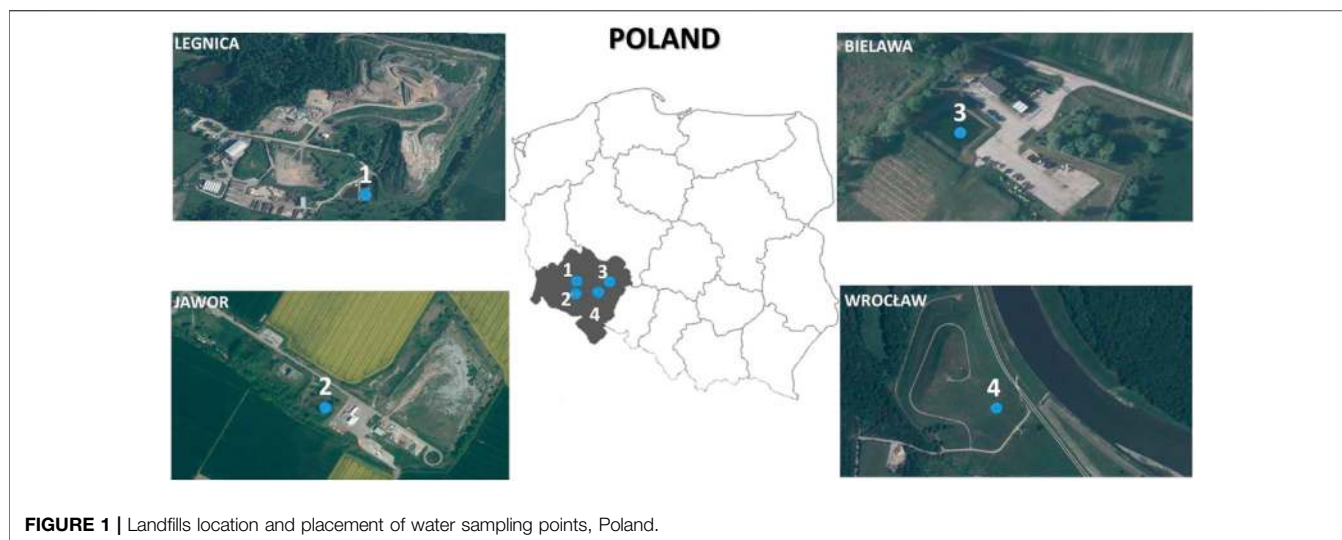 POLAND
LEGNICA
1
BIELAWA
3
1
3
2
4
JAWOR
2
WROCŁAW
4
FIGURE 1 | Landfills location and placement of water sampling points, Poland.